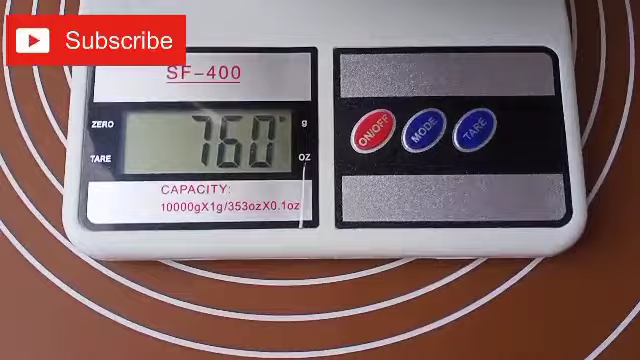 Subscribe
SF-400
ZERO
760
g
ON/OFF
MODE
TARE
TARE
OZ
CAPACITY:
10000gX1g/353ozX0.1oz